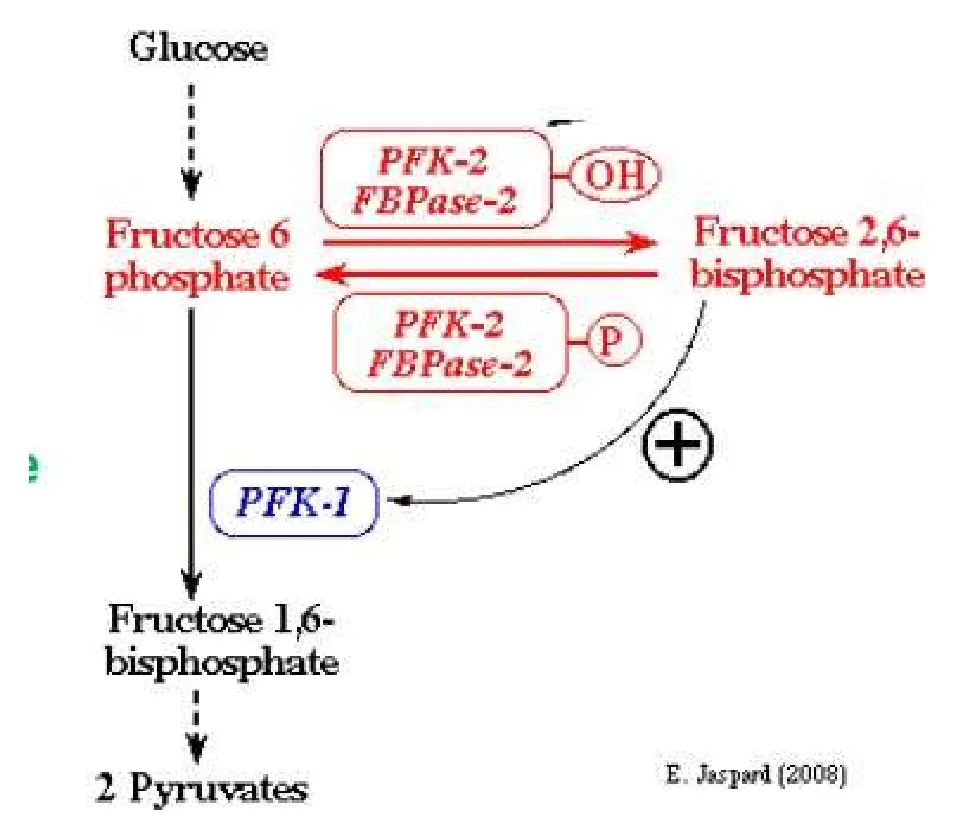 Glucose
PFK-2
FBPase-2
OH
Fructose 6
phosphate
Fructose 2,6-
bisphosphate
PFK-2
FBPase-2
P
+
e
PFK-1
Fructose 1,6-
bisphosphate
2 Pyruvates
E. Jaspard (2008)